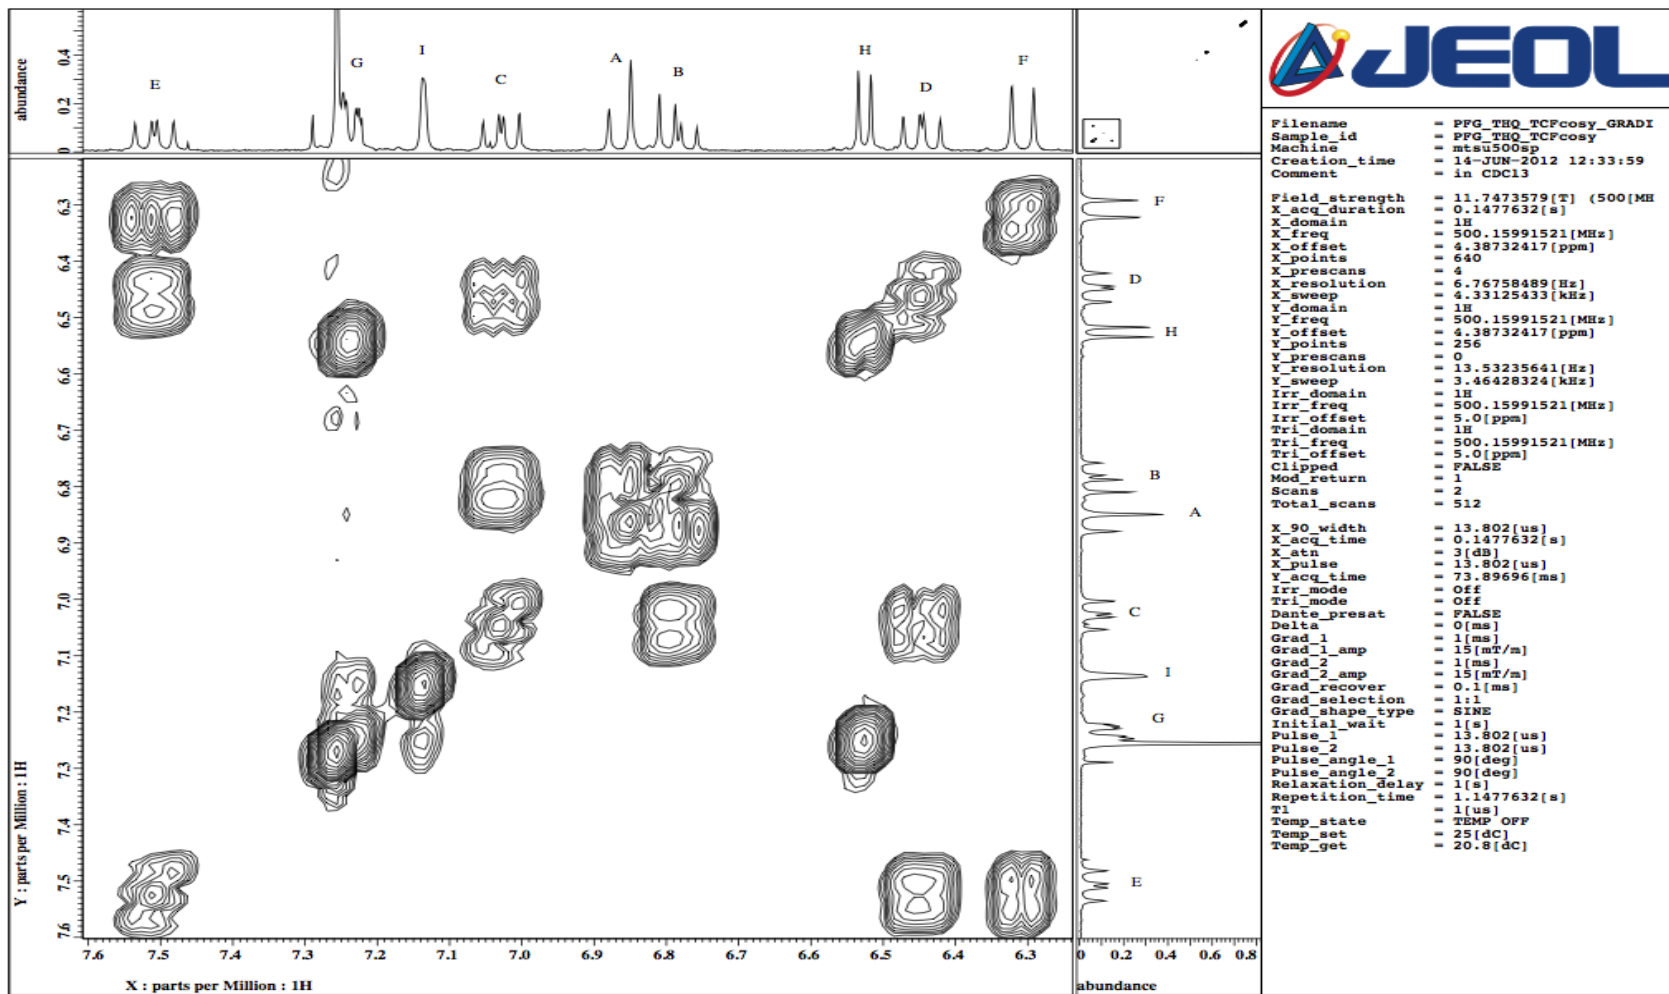 abundance
0 0.2 0.4
E G I C A B H D F
JEOL
Filename = PFG_THQ_TCFcosy_GRADI
Sample_id = PFG_THQ_TCFcosy
Machine = mtsu500sp
Creation_time = 14-JUN-2012 12:33:59
Comment = in CDCl3
Field_strength = 11.7473579[T] (500[MH
X_acq_duration = 0.1477632[s]
X_domain = 1H
X_freq = 500.15991521[MHz]
X_offset = 4.38732417[ppm]
X_points = 640
X_prescans = 4
X_resolution = 6.76758489[Hz]
X_sweep = 4.33125433[kHz]
Y_domain = 1H
Y_freq = 500.15991521[MHz]
Y_offset = 4.38732417[ppm]
Y_points = 256
Y_prescans = 0
Y_resolution = 13.53235641[Hz]
Y_sweep = 3.46428324[kHz]
Irr_domain = 1H
Irr_freq = 500.15991521[MHz]
Irr_offset = 5.0[ppm]
Tri_domain = 1H
Tri_freq = 500.15991521[MHz]
Tri_offset = 5.0[ppm]
Clipped = FALSE
Mod_return = 1
Scans = 2
Total_scans = 512
X_90_width = 13.802[us]
X_acq_time = 0.1477632[s]
X_atn = 3[dB]
X_pulse = 13.802[us]
Y_acq_time = 73.89696[ms]
Irr_mode = Off
Tri_mode = Off
Dante_presat = FALSE
Delta = 0[ms]
Grad_1 = 1[ms]
Grad_1_amp = 15[mT/m]
Grad_2 = 1[ms]
Grad_2_amp = 15[mT/m]
Grad_recover = 0.1[ms]
Grad_selection = 1:1
Grad_shape_type = SINE
Initial_wait = 1[s]
Pulse_1 = 13.802[us]
Pulse_2 = 13.802[us]
Pulse_angle_1 = 90[deg]
Pulse_angle_2 = 90[deg]
Relaxation_delay = 1[s]
Repetition_time = 1.1477632[s]
T1 = 1[us]
Temp_state = TEMP OFF
Temp_set = 25[dC]
Temp_get = 20.8[dC]
F
D
H
B
A
C
I
G
E
6.3
6.4
6.5
6.6
6.7
6.8
6.9
7.0
7.1
7.2
7.3
7.4
7.5
7.6
Y : parts per Million : 1H
7.6 7.5 7.4 7.3 7.2 7.1 7.0 6.9 6.8 6.7 6.6 6.5 6.4 6.3
X : parts per Million : 1H
0 0.2 0.4 0.6 0.8
abundance